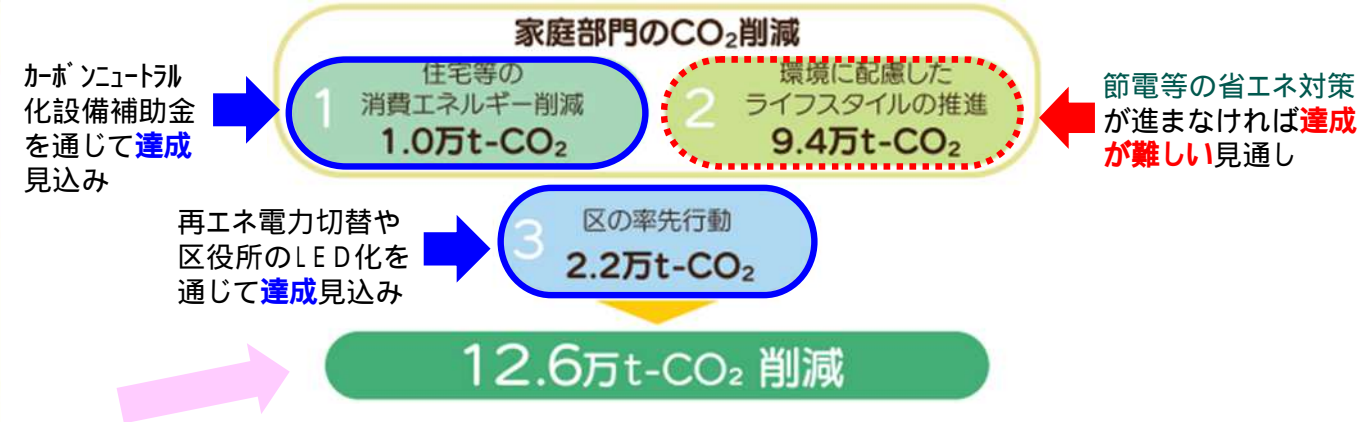 家庭部門のCO₂削減
カーボンニュートラル
化設備補助金
を通じて達成
見込み
1
住宅等の
消費エネルギー削減
1.0万t-CO₂
2
環境に配慮した
ライフスタイルの推進
9.4万t-CO₂
節電等の省エネ対策
が進まなければ達成
が難しい見通し
再エネ電力切替や
区役所のLED化を
通じて達成見込み
3
区の率先行動
2.2万t-CO₂
12.6万t-CO₂ 削減